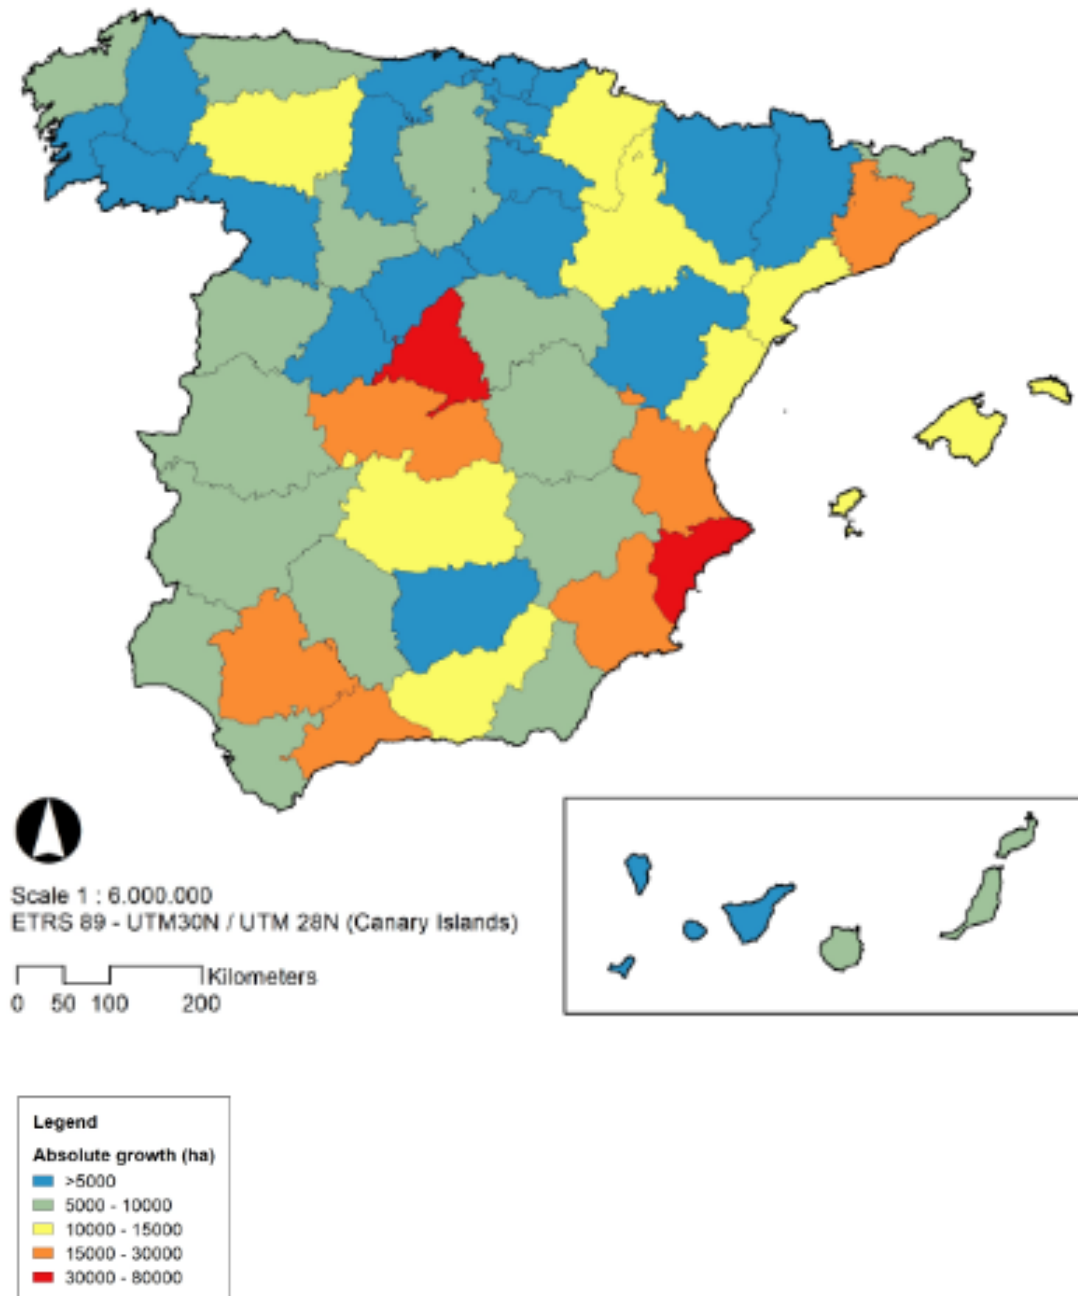 Scale 1 : 6.000.000
ETRS 89 - UTM30N / UTM 28N (Canary Islands)
Kilometers
0 50 100 200
Legend
Absolute growth (ha)
>5000
5000 - 10000
10000 - 15000
15000 - 30000
30000 - 80000